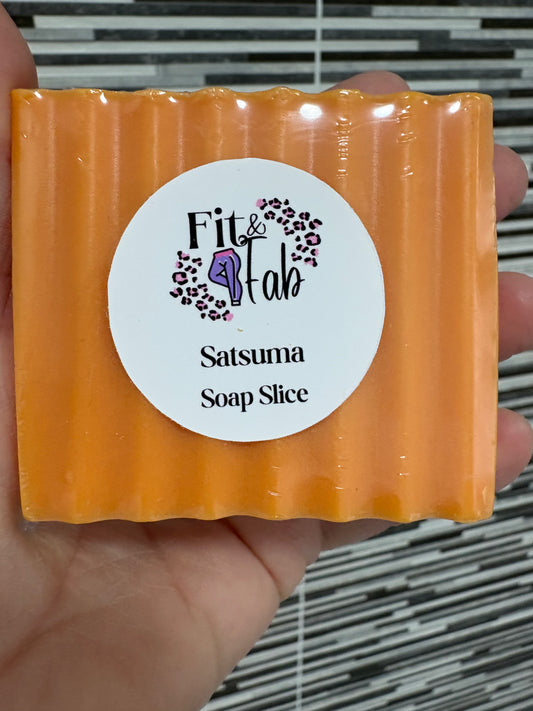 Fit &
Fab
Satsuma
Soap Slice